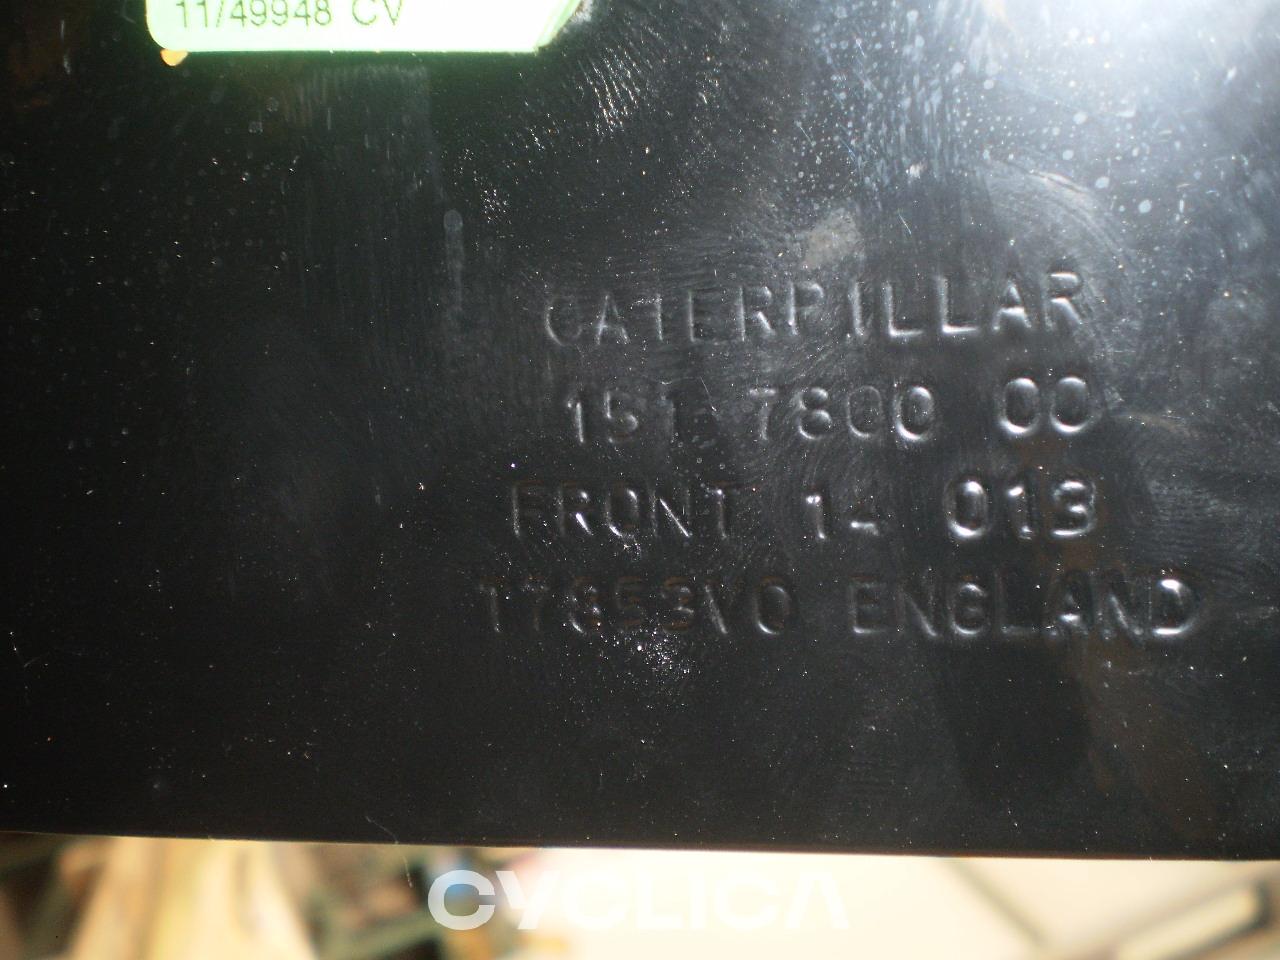 11/49948 CV
CATERPILLAR
151 7800 00
FRONT 14 013
ENGLAND
CYCLICA